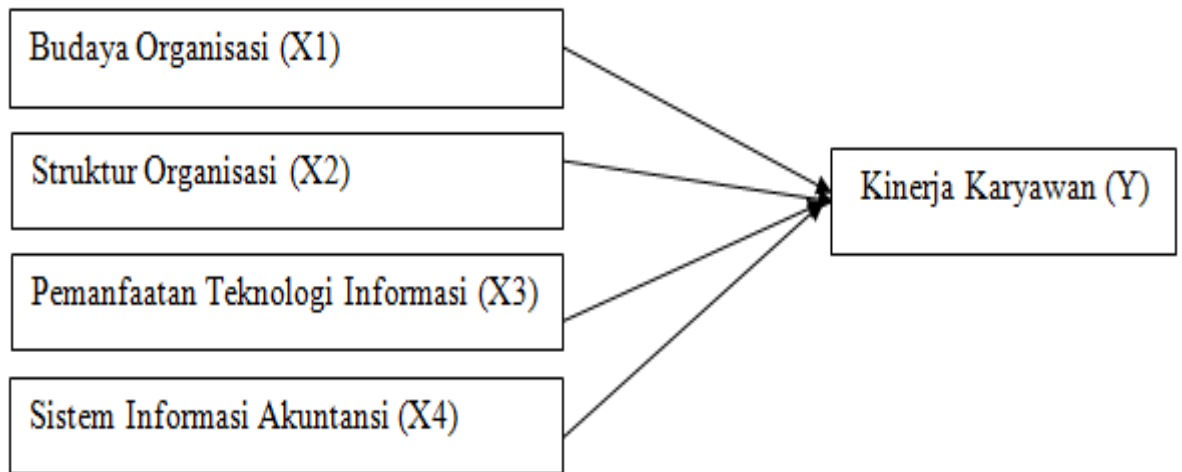 Budaya Organisasi (X1)
Struktur Organisasi (X2)
Pemanfaatan Teknologi Informasi (X3)
Sistem Informasi Akuntansi (X4)
Kinerja Karyawan (Y)